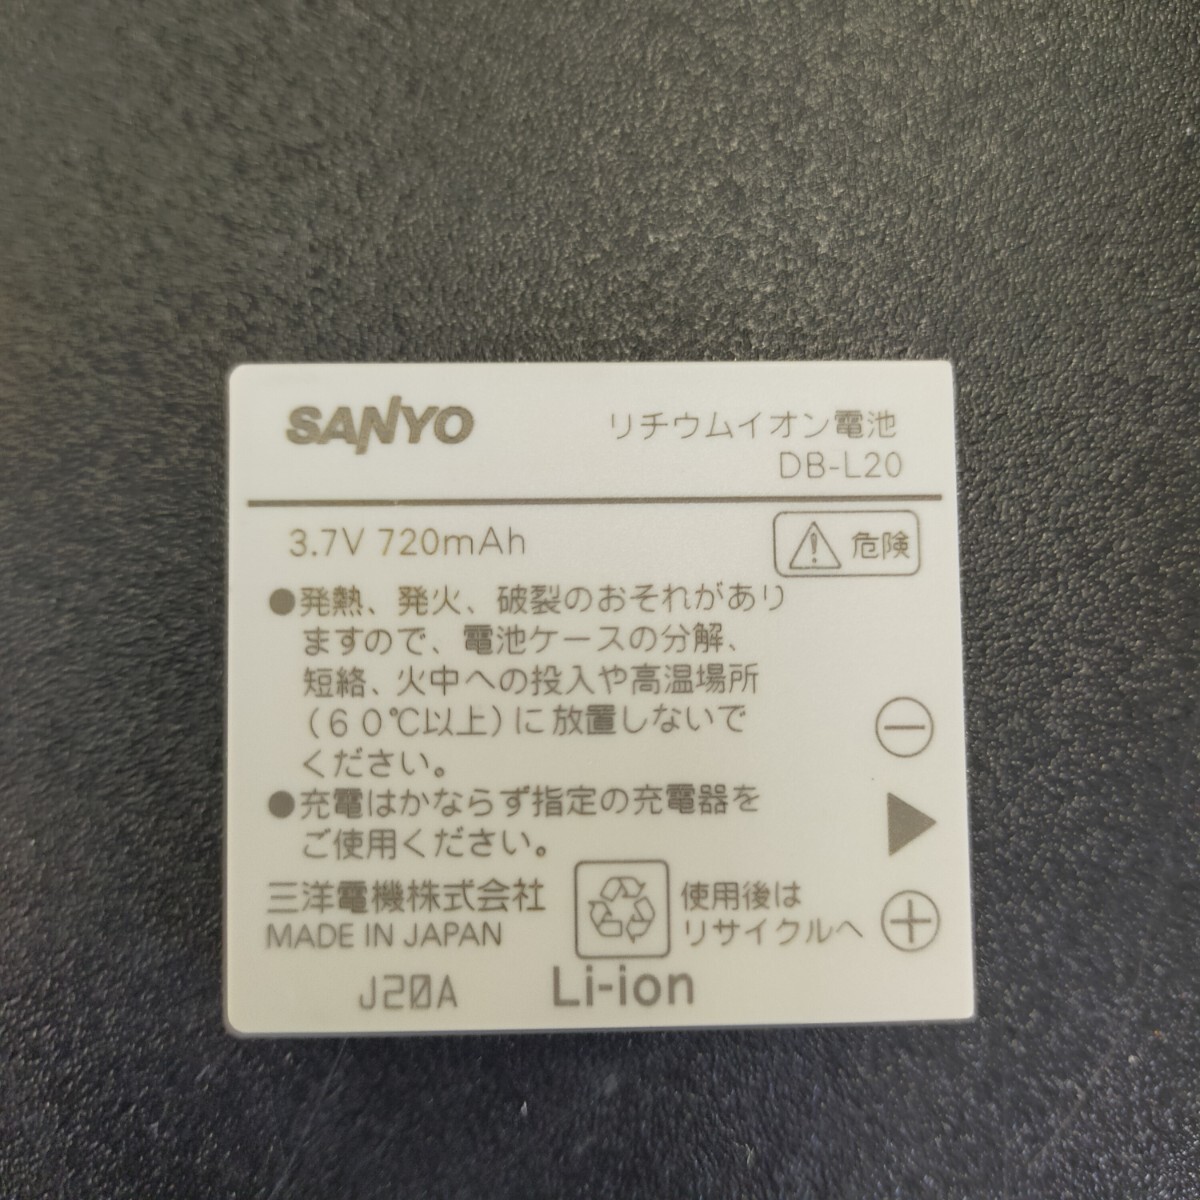 SANYO
リチウムイオン電池
DB-L20
3.7V 720mAh
危険
●発熱、発火、破裂のおそれがあり
ますので、電池ケースの分解、
短絡、火中への投入や高温場所
(60℃以上)に放置しないで
ください。
●充電はかならず指定の充電器を
ご使用ください。
三洋電機株式会社
MADE IN JAPAN
使用後は
リサイクルへ
J20A
Li-ion